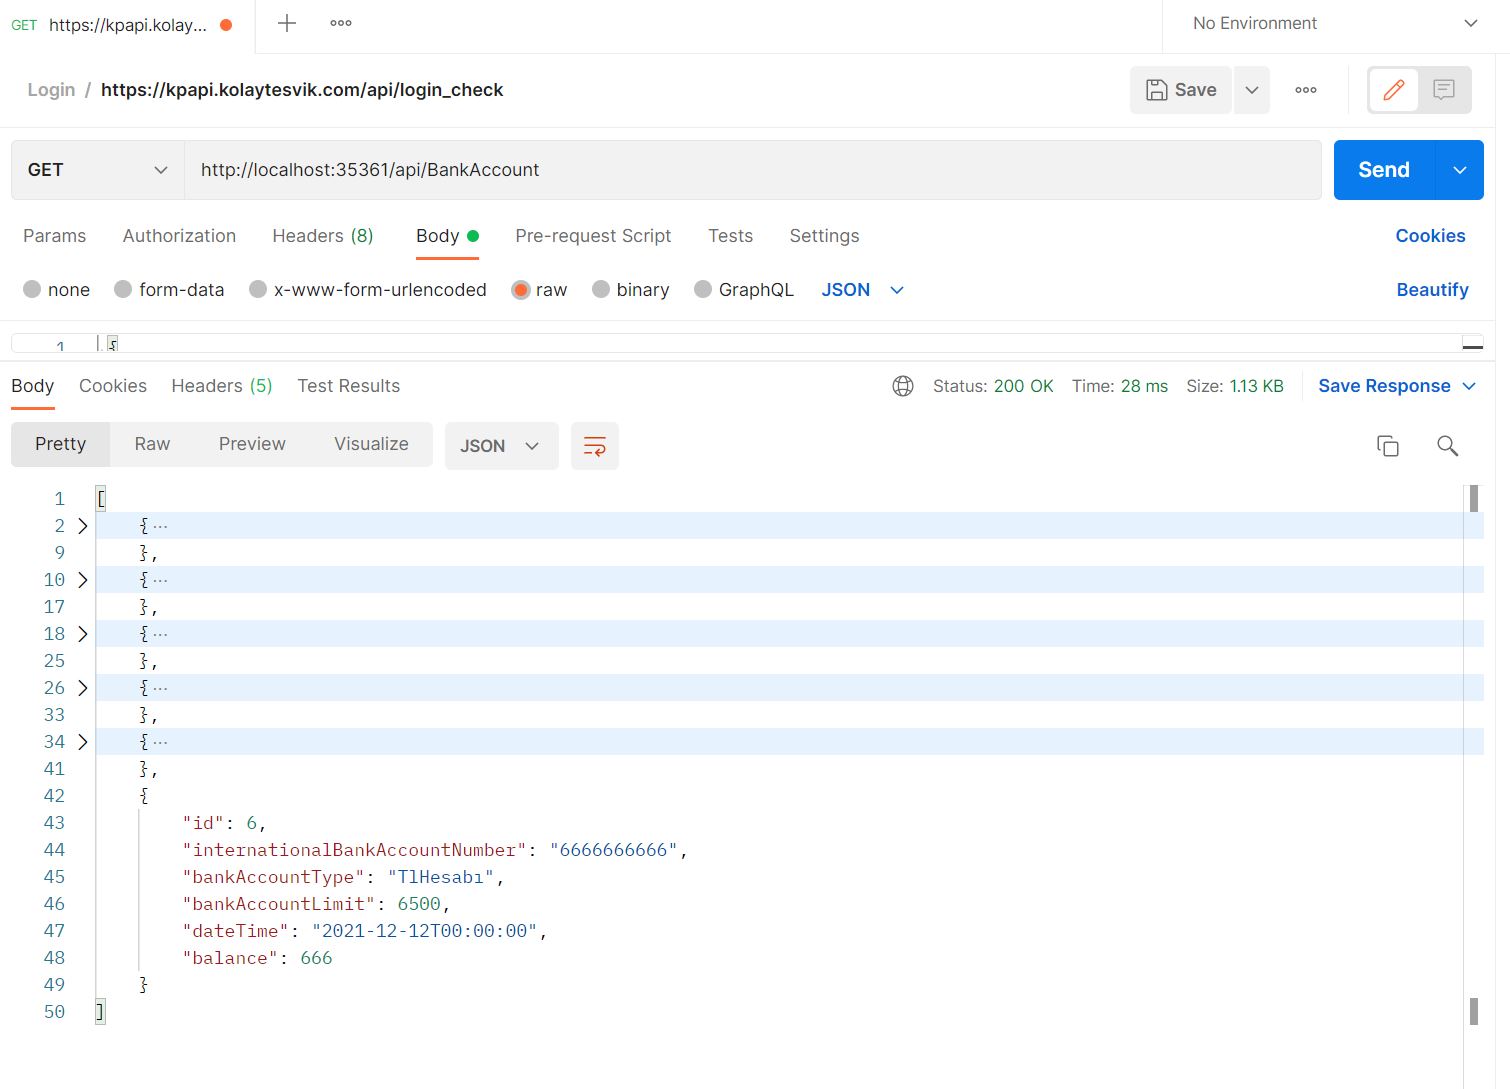 GET https://kpapi.kolay...
No Environment
Login / https://kpapi.kolaytesvik.com/api/login_check
Save
GET http://localhost:35361/api/BankAccount Send
Params Authorization Headers (8) Body Pre-request Script Tests Settings Cookies
none form-data x-www-form-urlencoded raw binary GraphQL JSON Beautify
1 {
Body Cookies Headers (5) Test Results Status: 200 OK Time: 28 ms Size: 1.13 KB Save Response
Pretty Raw Preview Visualize JSON
1 [
2 { ...
9 },
10 { ...
17 },
18 { ...
25 },
26 { ...
33 },
34 { ...
41 },
42 {
43 "id": 6,
44 "internationalBankAccountNumber": "6666666666",
45 "bankAccountType": "TlHesabı",
46 "bankAccountLimit": 6500,
47 "dateTime": "2021-12-12T00:00:00",
48 "balance": 666
49 }
50 ]